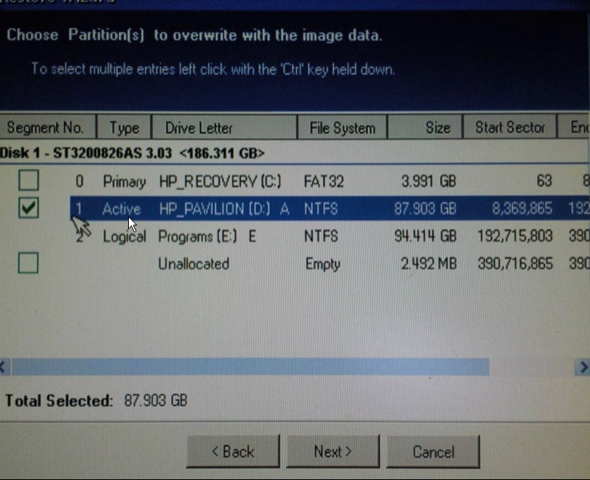 Choose Partition(s) to overwrite with the image data.
To select multiple entries left click with the 'Ctrl' key held down.
Segment No. Type Drive Letter File System Size Start Sector
Disk 1 - ST3200826AS 3.03 <186.311 GB>
0 Primary HP_RECOVERY (C:) FAT32 3.991 GB 63 8
1 Active HP_PAVILION (D:) A NTFS 87.903 GB 8,369,865 192
2 Logical Programs (E:) E NTFS 94.414 GB 192,715,803 390
Unallocated Empty 2.492 MB 390,716,865 390
Total Selected: 87.903 GB
< Back Next > Cancel